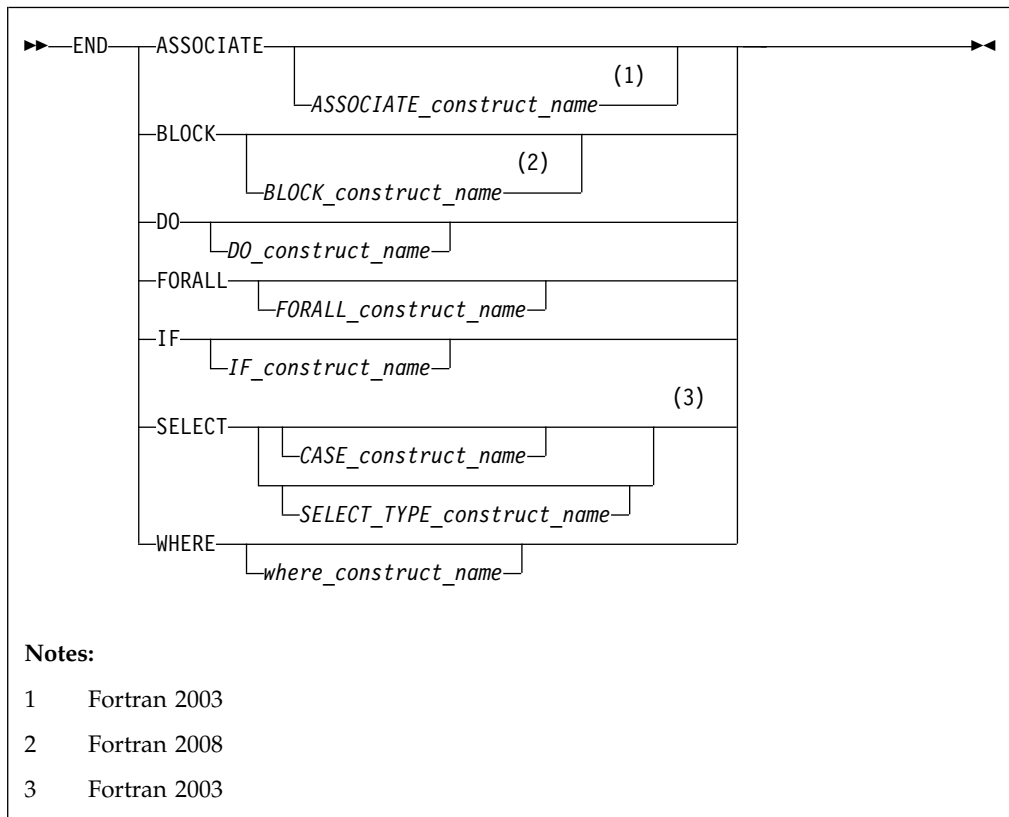 END ASSOCIATE
(1)
ASSOCIATE_construct_name
BLOCK
(2)
BLOCK_construct_name
DO
DO_construct_name
FORALL
FORALL_construct_name
IF
IF_construct_name
(3)
SELECT
CASE_construct_name
SELECT_TYPE_construct_name
WHERE
where_construct_name
Notes:
1 Fortran 2003
2 Fortran 2008
3 Fortran 2003